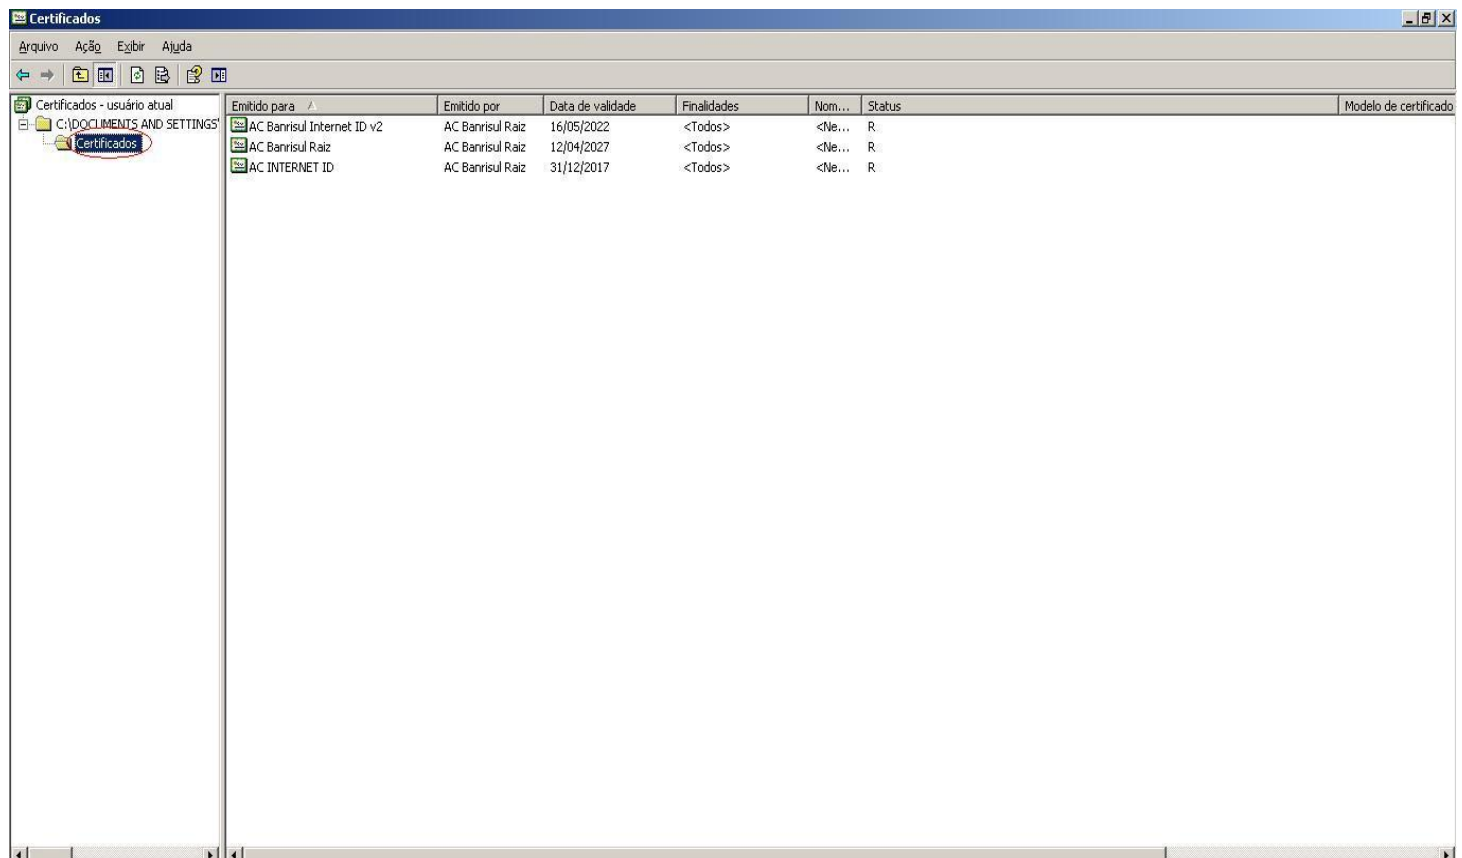 Certificados
Arquivo Ação Exibir Ajuda
Certificados - usuário atual
C:\DOCUMENTS AND SETTINGS'
Certificados
Emitido para Emitido por Data de validade Finalidades Nom... Status Modelo de certificado
AC Banrisul Internet ID v2 AC Banrisul Raiz 16/05/2022 <Todos> <Ne... R
AC Banrisul Raiz AC Banrisul Raiz 12/04/2027 <Todos> <Ne... R
AC INTERNET ID AC Banrisul Raiz 31/12/2017 <Todos> <Ne... R